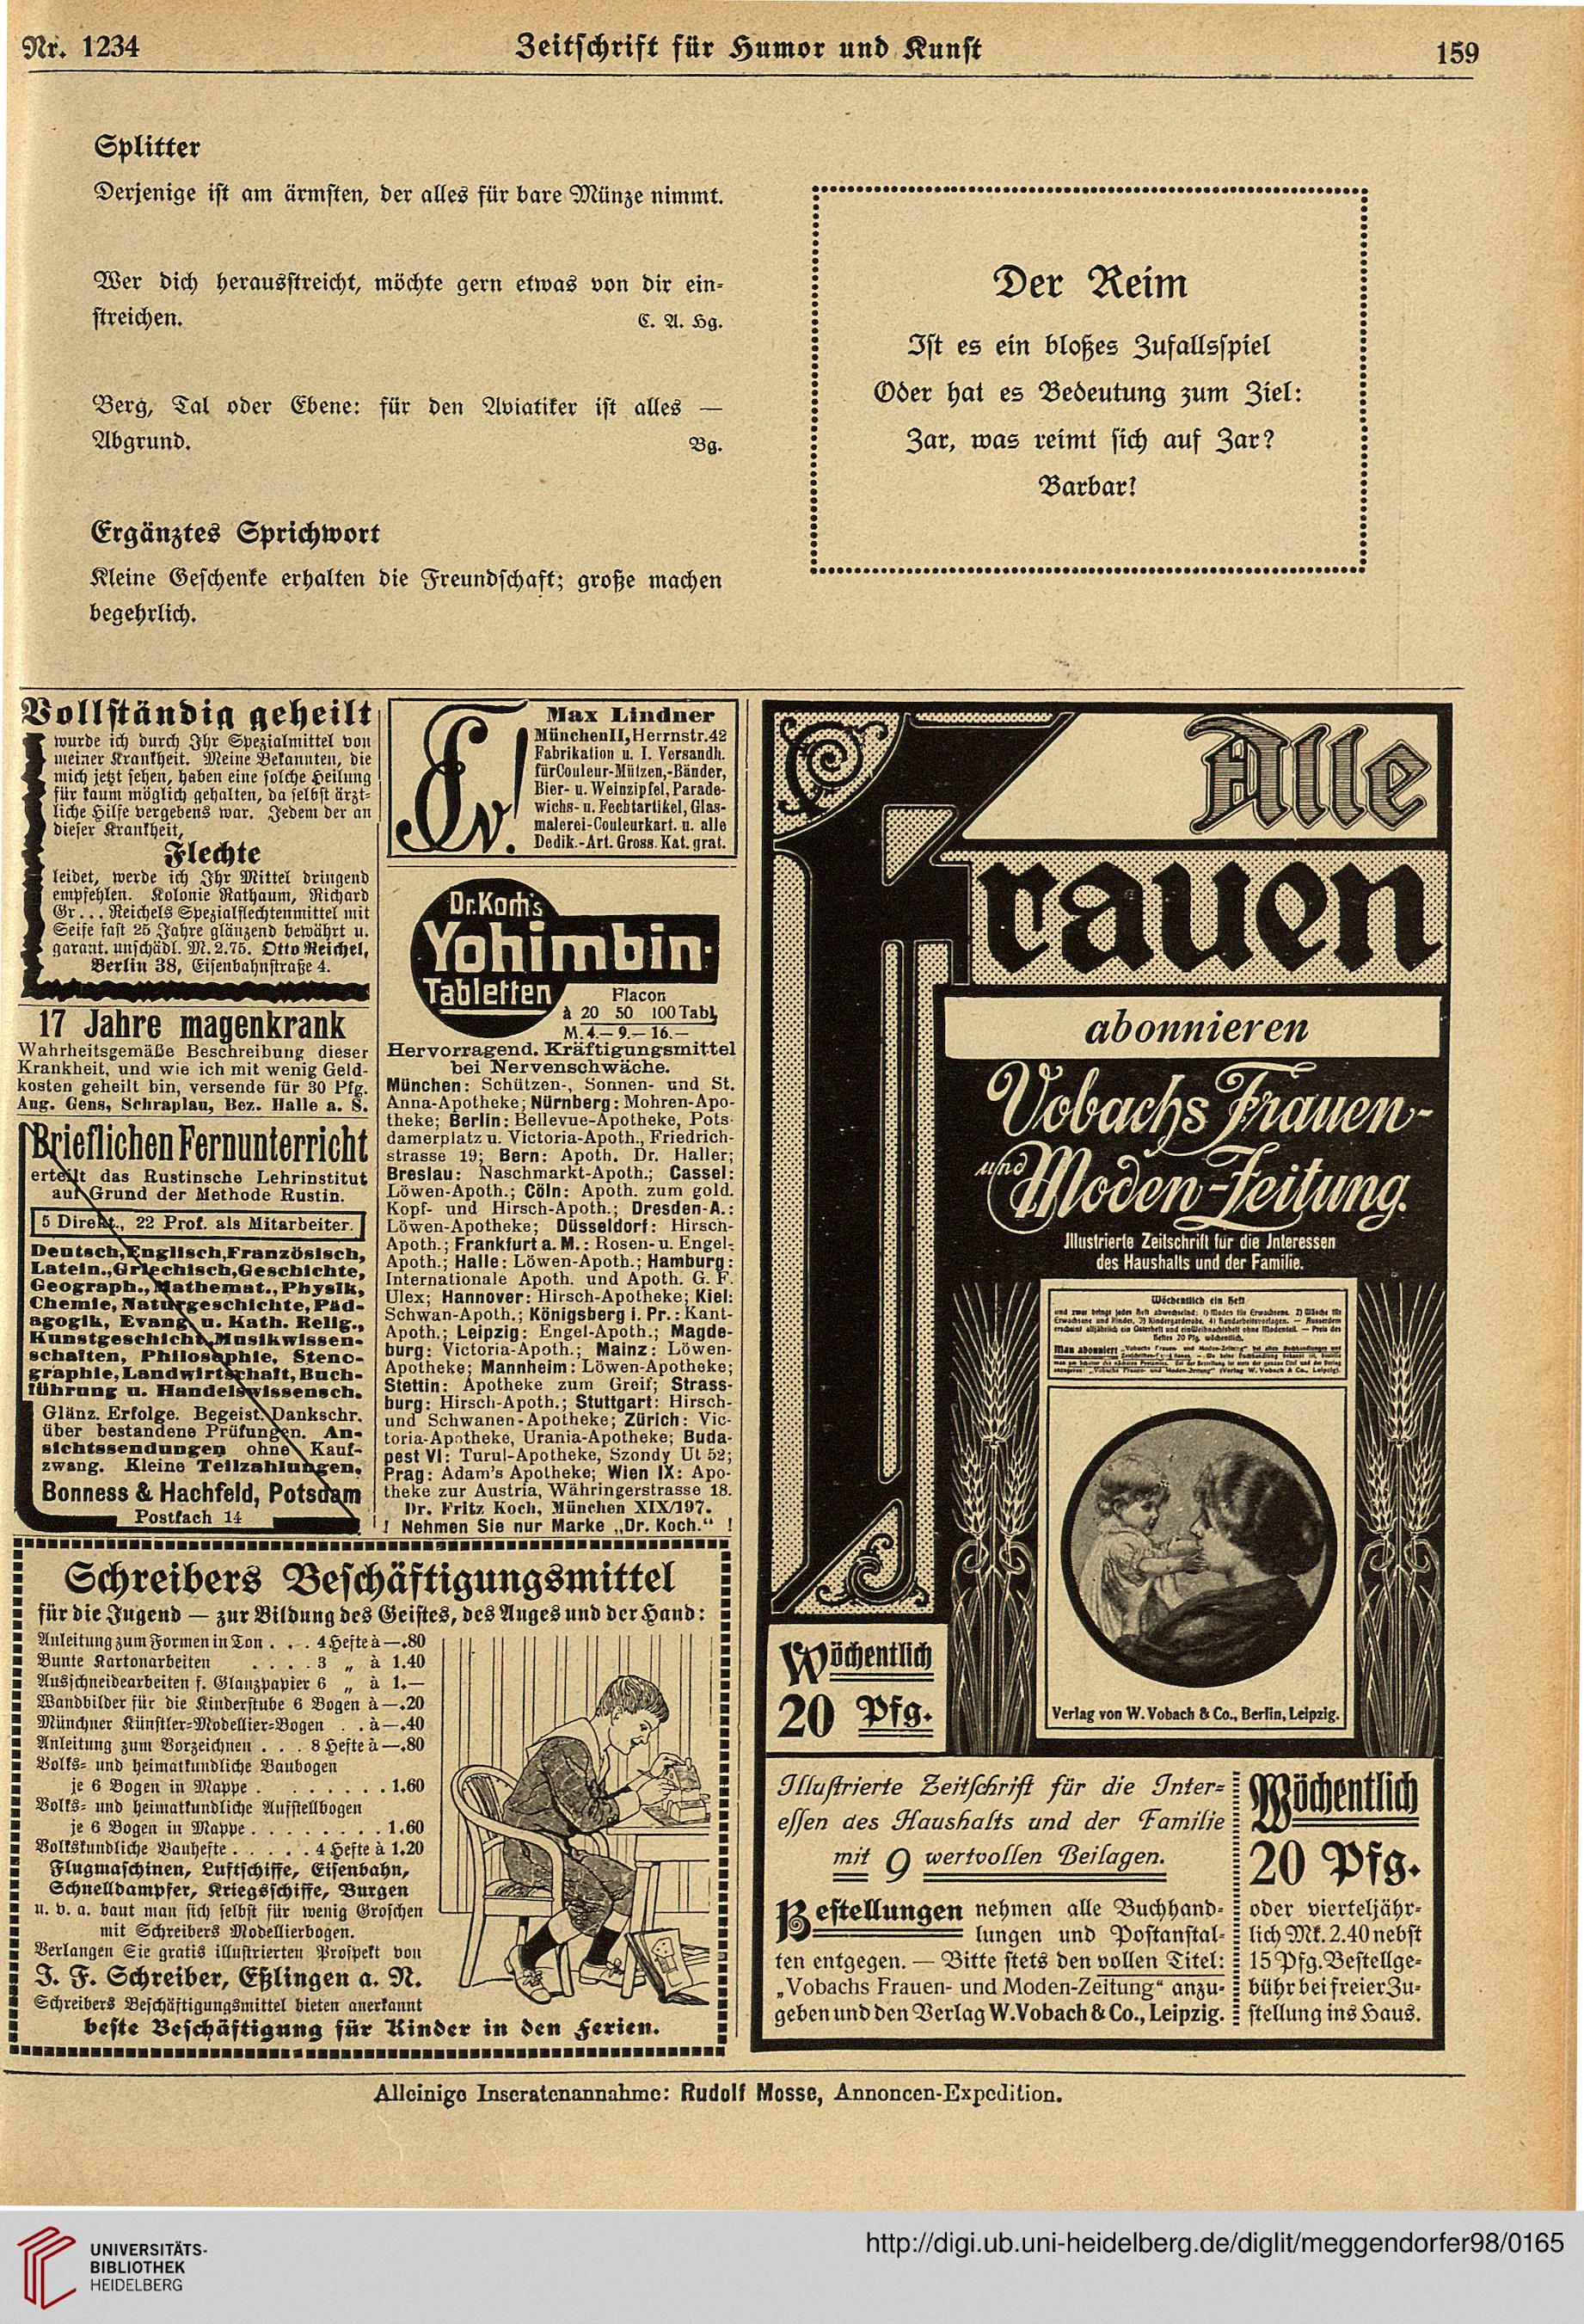 Nr. 1234
Zeitschrift für Humor und Kunst
159
Splitter
Derjenige ist am ärmsten, der alles für bare Münze nimmt.
Wer dich herausstreicht, möchte gern etwas von dir ein-
streichen.
C. A. Hg.
Berg, Tal oder Ebene: für den Aviatiker ist alles —
Abgrund.
Bg.
Ergänztes Sprichwort
Kleine Geschenke erhalten die Freundschaft; große machen
begehrlich.
Der Reim
Ist es ein bloßes Zufallsspiel
Oder hat es Bedeutung zum Ziel:
Zar, was reimt sich auf Zar?
Barbar!
Vollständig geheilt
wurde ich durch Ihr Spezialmittel von
meiner Krankheit. Meine Bekannten, die
mich jetzt sehen, haben eine solche Heilung
für kaum möglich gehalten, da selbst ärzt-
liche Hilfe vergebens war. Jedem der an
dieser Krankheit,
Flechte
leidet, werde ich Ihr Mittel dringend
empfehlen. Kolonie Rathaum, Richard
Gr... Reichels Spezialflechtenmittel mit
Seife fast 25 Jahre glänzend bewährt u.
garant. unschädl. M. 2.75. Otto Reichel,
Berlin 38, Eisenbahnstraße 4.
17 Jahre magenkrank
Wahrheitsgemäße Beschreibung dieser
Krankheit, und wie ich mit wenig Geld-
kosten geheilt bin, versende für 30 Pfg.
Aug. Gens, Schraplau, Bez. Halle a. S.
Brieflichen Fernunterricht
erteilt das Rustinsche Lehrinstitut
auf Grund der Methode Rustin.
5 Direkt., 22 Prof. als Mitarbeiter.
Deutsch, Englisch, Französisch,
Latein., Griechisch, Geschichte,
Geograph., Mathemat., Physik,
Chemie, Naturgeschichte, Päd-
agogik, Evang. u. Kath. Relig.,
Kunstgeschicht., Musikwissen-
schaften, Philosophie, Steno-
graphie, Landwirtschaft, Buch-
führung u. Handelswissensch.
Glänz. Erfolge. Begeist. Dankschr.
über bestandene Prüfungen. An-
sichtssendungen ohne Kauf-
zwang. Kleine Teilzahlungen.
Bonness & Hachfeld, Potsdam
Postfach 14
Max Lindner
München II, Herrnstr. 42
Fabrikation u. I. Versandh.
für Couleur-Mützen, -Bänder,
Bier- u. Weinzipfel, Parade-
wichs- u. Fechtartikel, Glas-
malerei-Couleurkart. u. alle
Dedik.-Art. Gross. Kat. grat.
Dr. Koch's
Yohimbin-
Tabletten
Flacon
à 20 50 100 Tabl.
M. 4.— 9.— 16.—
Hervorragend. Kräftigungsmittel
bei Nervenschwäche.
München: Schützen-, Sonnen- und St.
Anna-Apotheke; Nürnberg: Mohren-Apo-
theke; Berlin: Bellevue-Apotheke, Pots-
damerplatz u. Victoria-Apoth., Friedrich-
strasse 19; Bern: Apoth. Dr. Haller;
Breslau: Naschmarkt-Apoth.; Cassel:
Löwen-Apoth.; Cöln: Apoth. zum gold.
Kopf- und Hirsch-Apoth.; Dresden-A.:
Löwen-Apotheke; Düsseldorf: Hirsch-
Apoth.; Frankfurt a. M.: Rosen- u. Engel-
Apoth.; Halle: Löwen-Apoth.; Hamburg:
Internationale Apoth. und Apoth. G. F.
Ulex; Hannover: Hirsch-Apotheke; Kiel:
Schwan-Apoth.; Königsberg i. Pr.: Kant-
Apoth.; Leipzig: Engel-Apoth.; Magde-
burg: Victoria-Apoth.; Mainz: Löwen-
Apotheke; Mannheim: Löwen-Apotheke;
Stettin: Apotheke zum Greif; Strass-
burg: Hirsch-Apoth.; Stuttgart: Hirsch-
und Schwanen-Apotheke; Zürich: Vic-
toria-Apotheke, Urania-Apotheke; Buda-
pest VI: Turul-Apotheke, Szondy Ut 52;
Prag: Adam's Apotheke; Wien IX: Apo-
theke zur Austria, Währingerstrasse 18.
Dr. Fritz Koch, München XIX/197.
! Nehmen Sie nur Marke „Dr. Koch.“ !
Schreibers Beschäftigungsmittel
für die Jugend — zur Bildung des Geistes, des Auges und der Hand:
Anleitung zum Formen in Ton . . . 4 Hefte à —.80
Bunte Kartonarbeiten . . . . 3 „ à 1.40
Ausschneidearbeiten f. Glanzpapier 6 „ à 1.—
Wandbilder für die Kinderstube 6 Bogen à —.20
Münchner Künstler-Modellier-Bogen . . à —.40
Anleitung zum Vorzeichnen . . . 8 Hefte à —.80
Volks- und heimatkundliche Baubogen
je 6 Bogen in Mappe . . . . . . . . 1.60
Volks- und heimatkundliche Aufstellbogen
je 6 Bogen in Mappe . . . . . . . . 1.60
Volkskundliche Bauhefte . . . . . 4 Hefte à 1.20
Flugmaschinen, Luftschiffe, Eisenbahn,
Schnelldampfer, Kriegsschiffe, Burgen
u. v. a. baut man sich selbst für wenig Groschen
mit Schreibers Modellierbogen.
Verlangen Sie gratis illustrierten Prospekt von
J. F. Schreiber, Eßlingen a. N.
Schreibers Beschäftigungsmittel bieten anerkannt
beste Beschäftigung für Kinder in den Ferien.
Alle
Frauen
abonnieren
Vobachs Frauen-
und Moden-Zeitung.
Illustrierte Zeitschrift für die Interessen
des Haushalts und der Familie.
Wöchentlich ein Heft
Verlag von W. Vobach & Co., Berlin, Leipzig.
Wöchentlich
20 Pfg.
Illustrierte Zeitschrift für die Inter-
essen des Haushalts und der Familie
mit 9 wertvollen Beilagen.
Bestellungen nehmen alle Buchhand-
lungen und Postanstal-
ten entgegen. — Bitte stets den vollen Titel:
„Vobachs Frauen- und Moden-Zeitung“ anzu-
geben und den Verlag W. Vobach & Co., Leipzig.
Wöchentlich
20 Pfg.
oder vierteljähr-
lich Mk. 2.40 nebst
15 Pfg. Bestellge-
bühr bei freier Zu-
stellung ins Haus.
Alleinige Inseratenannahme: Rudolf Mosse, Annoncen-Expedition.
UNIVERSITÄTS-
BIBLIOTHEK
HEIDELBERG
http://digi.ub.uni-heidelberg.de/diglit/meggendorfer98/0165